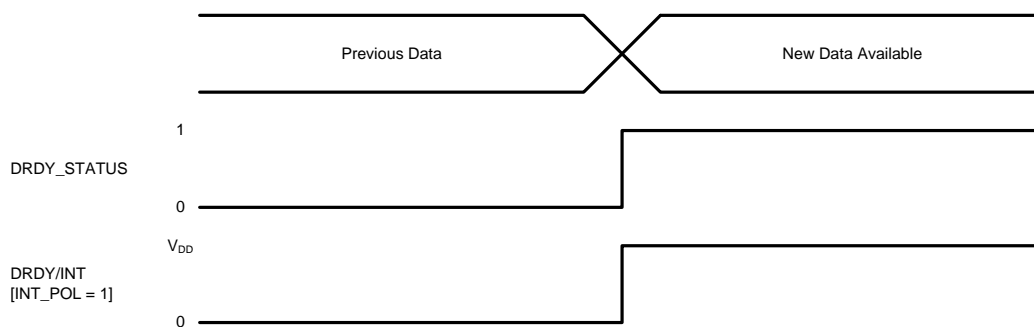 Previous Data
New Data Available
1
DRDY_STATUS
0
VDD
DRDY/INT
[INT_POL = 1]
0